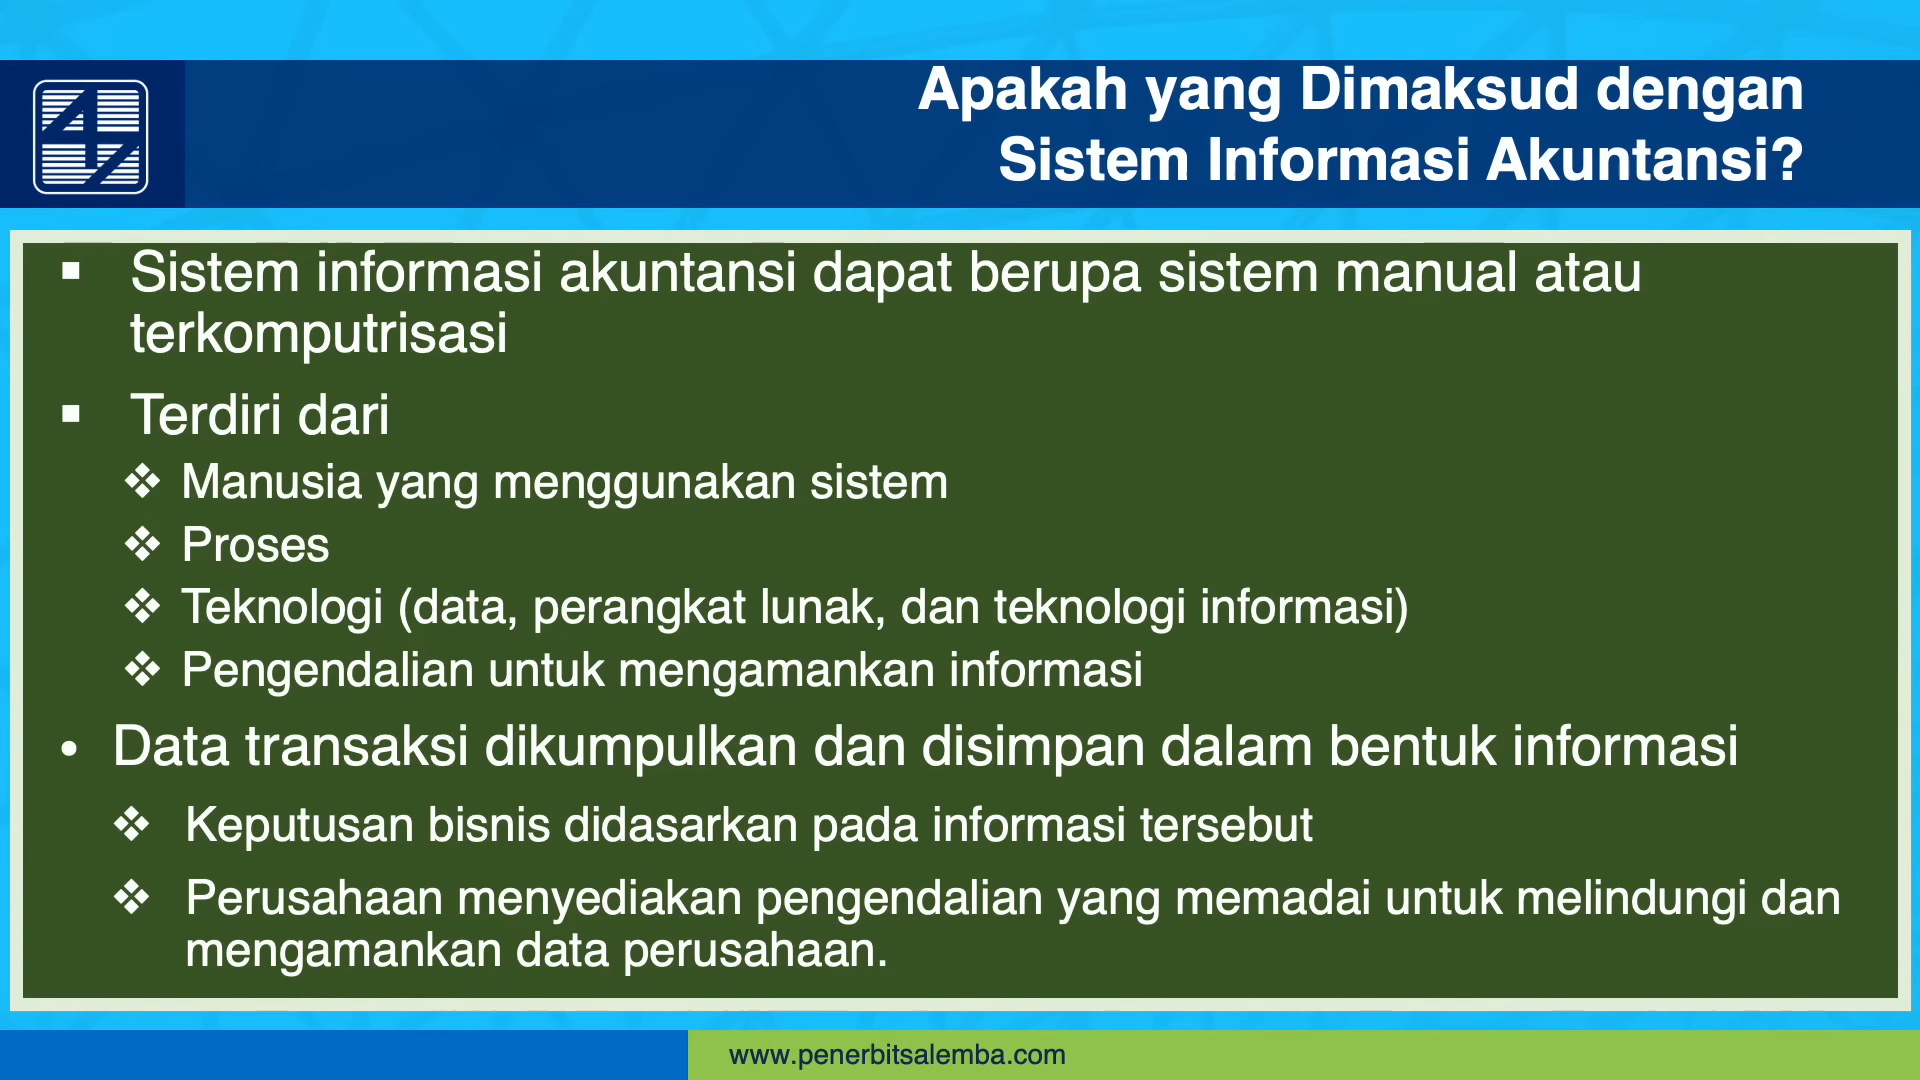 Apakah yang Dimaksud dengan
Sistem Informasi Akuntansi?
▪ Sistem informasi akuntansi dapat berupa sistem manual atau
terkomputrisasi
▪ Terdiri dari
❖ Manusia yang menggunakan sistem
❖ Proses
❖ Teknologi (data, perangkat lunak, dan teknologi informasi)
❖ Pengendalian untuk mengamankan informasi
• Data transaksi dikumpulkan dan disimpan dalam bentuk informasi
❖ Keputusan bisnis didasarkan pada informasi tersebut
❖ Perusahaan menyediakan pengendalian yang memadai untuk melindungi dan
mengamankan data perusahaan.
www.penerbitsalemba.com